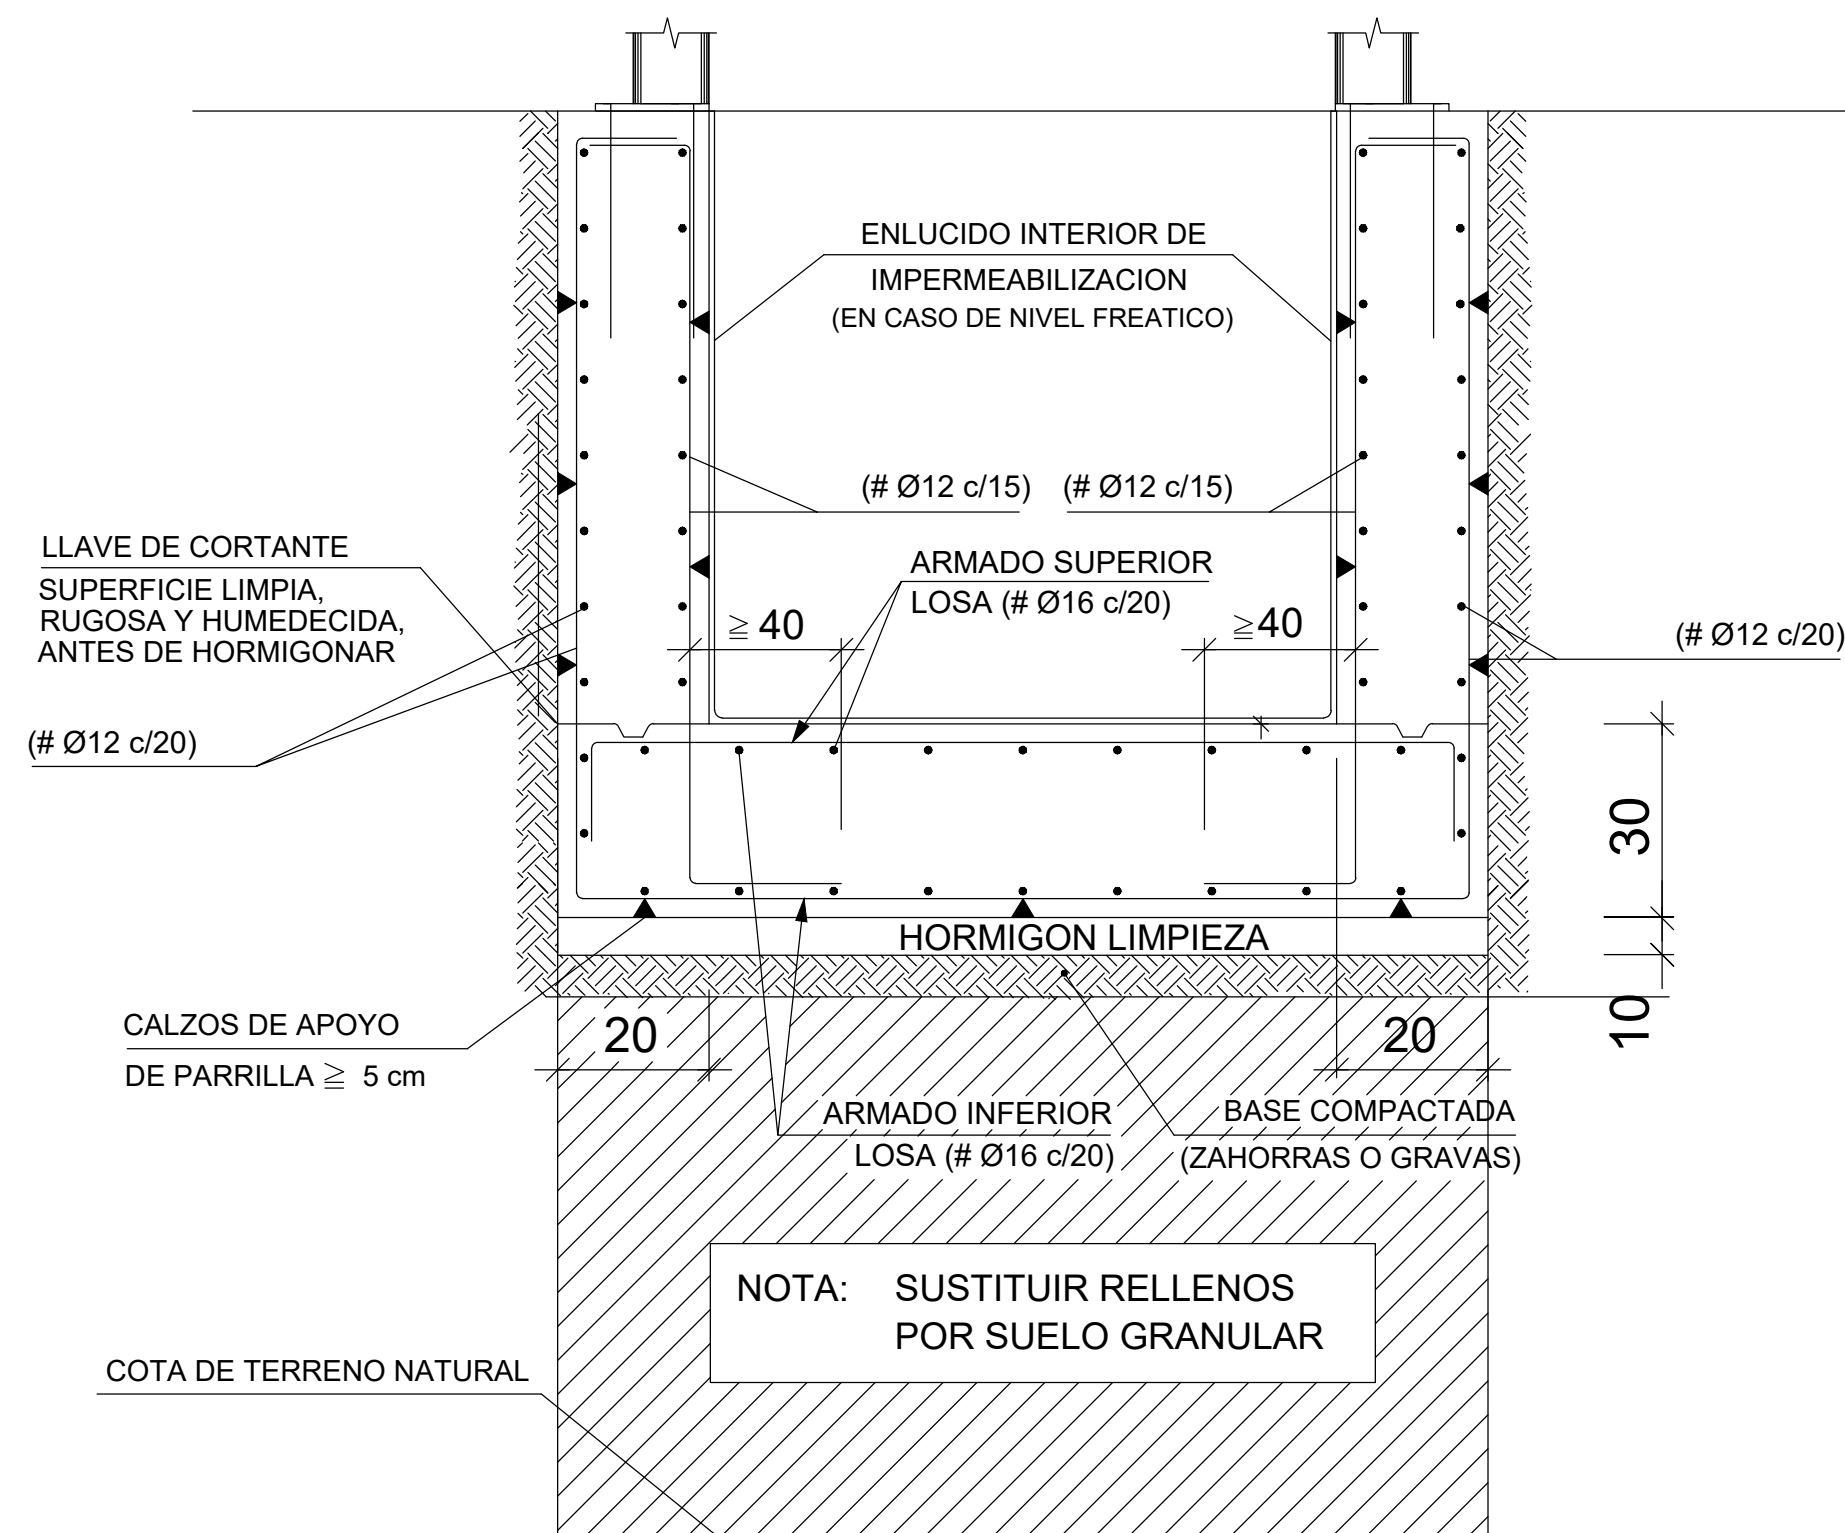 ENLUCIDO INTERIOR DE
IMPERMEABILIZACION
(EN CASO DE NIVEL FREATICO)
(# Ø12 c/15)
(# Ø12 c/15)
LLAVE DE CORTANTE
SUPERFICIE LIMPIA,
RUGOSA Y HUMEDECIDA,
ANTES DE HORMIGONAR
ARMADO SUPERIOR
LOSA (# Ø16 c/20)
≧ 40
≧40
(# Ø12 c/20)
(# Ø12 c/20)
30
HORMIGON LIMPIEZA
10
CALZOS DE APOYO
DE PARRILLA ≧ 5 cm
20
20
ARMADO INFERIOR
LOSA (# Ø16 c/20)
BASE COMPACTADA
(ZAHORRAS O GRAVAS)
NOTA: SUSTITUIR RELLENOS
POR SUELO GRANULAR
COTA DE TERRENO NATURAL